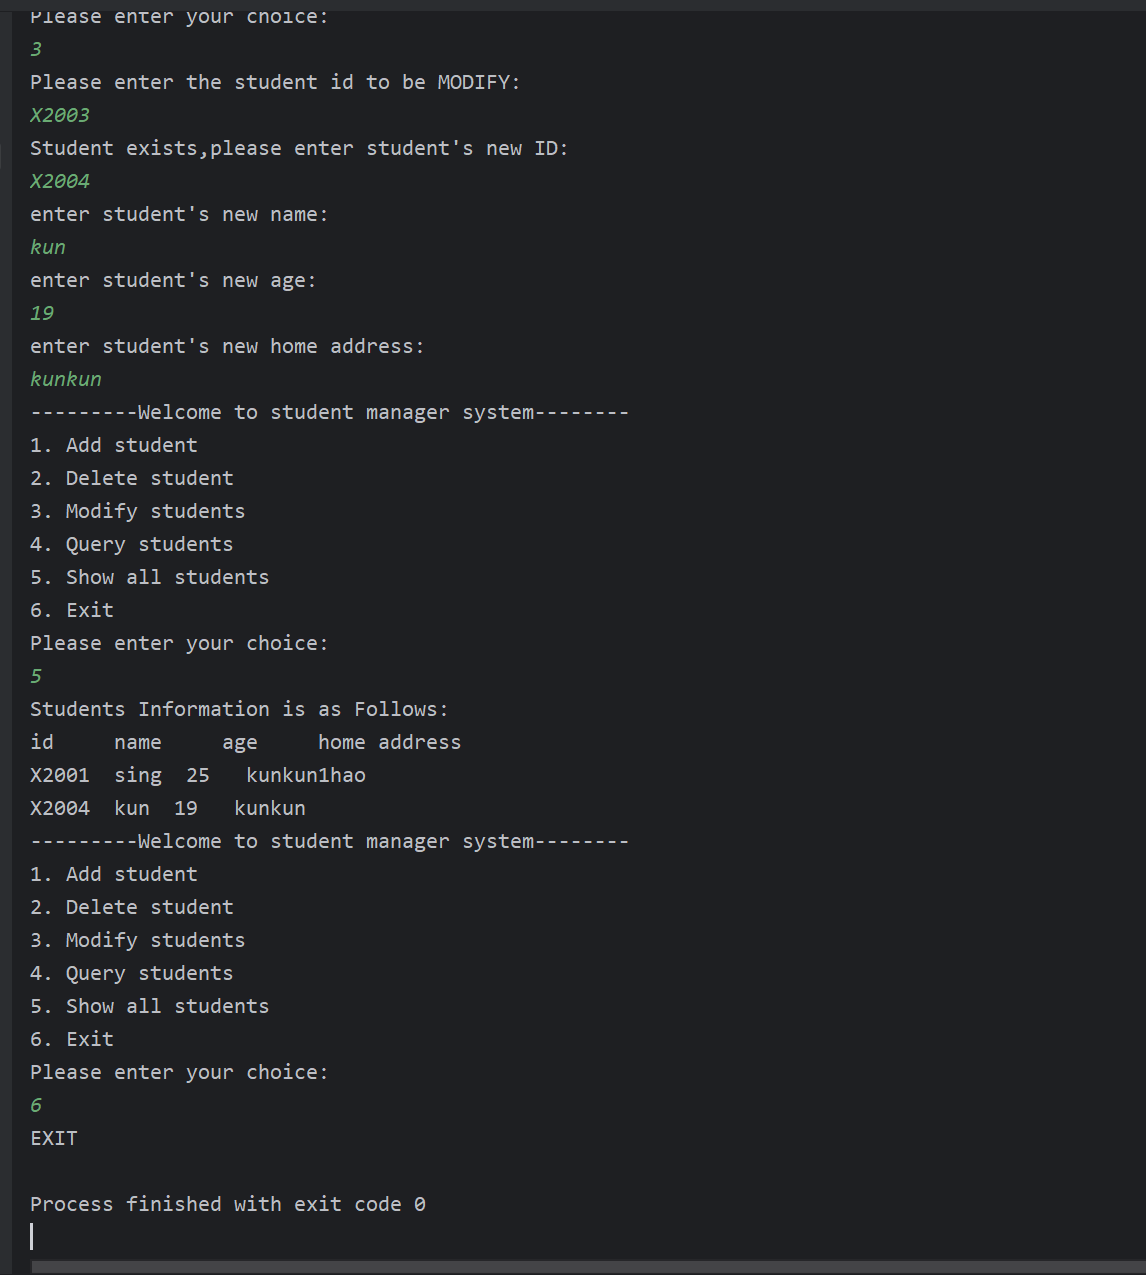 Please enter your choice:
3
Please enter the student id to be MODIFY:
X2003
Student exists,please enter student's new ID:
X2004
enter student's new name:
kun
enter student's new age:
19
enter student's new home address:
kunkun
---------Welcome to student manager system--------
1. Add student
2. Delete student
3. Modify students
4. Query students
5. Show all students
6. Exit
Please enter your choice:
5
Students Information is as Follows:
id     name     age     home address
X2001  sing  25   kunkun1hao
X2004  kun  19   kunkun
---------Welcome to student manager system--------
1. Add student
2. Delete student
3. Modify students
4. Query students
5. Show all students
6. Exit
Please enter your choice:
6
EXIT
Process finished with exit code 0